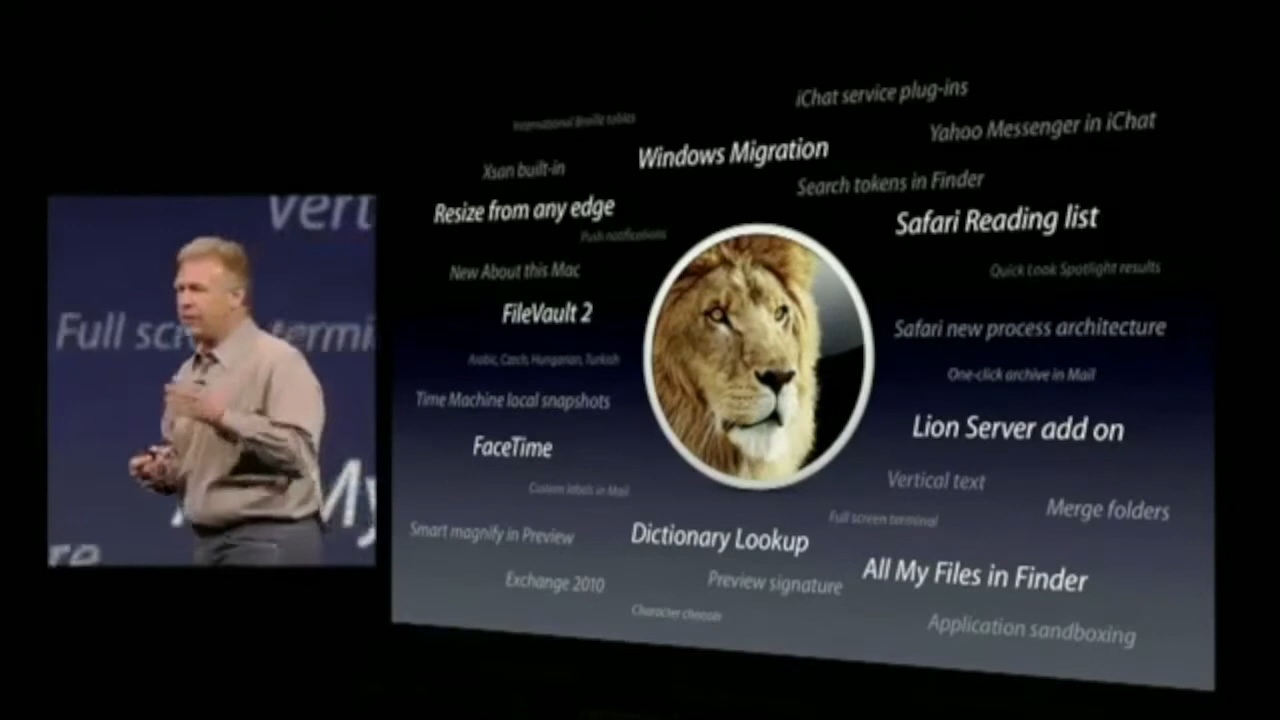 iChat service plug-ins
International Braille tables
Yahoo Messenger in iChat
Windows Migration
Xsan built-in
Search tokens in Finder
Resize from any edge
Safari Reading list
Push notifications
New About this Mac
Quick Look Spotlight results
FileVault 2
Safari new process architecture
Arabic, Czech, Hungarian, Turkish
One-click archive in Mail
Time Machine local snapshots
Lion Server add on
FaceTime
Vertical text
Custom labels in Mail
Merge folders
Full screen terminal
Smart magnify in Preview
Dictionary Lookup
All My Files in Finder
Exchange 2010
Preview signature
Character
Application sandboxing
Vert
Full scr
termi
My
re